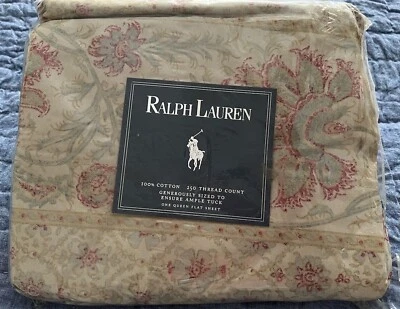 RALPH LAUREN
100% COTTON 250 THREAD COUNT
GENEROUSLY SIZED TO
ENSURE AMPLE TUCK
ONE QUEEN FLAT SHEET